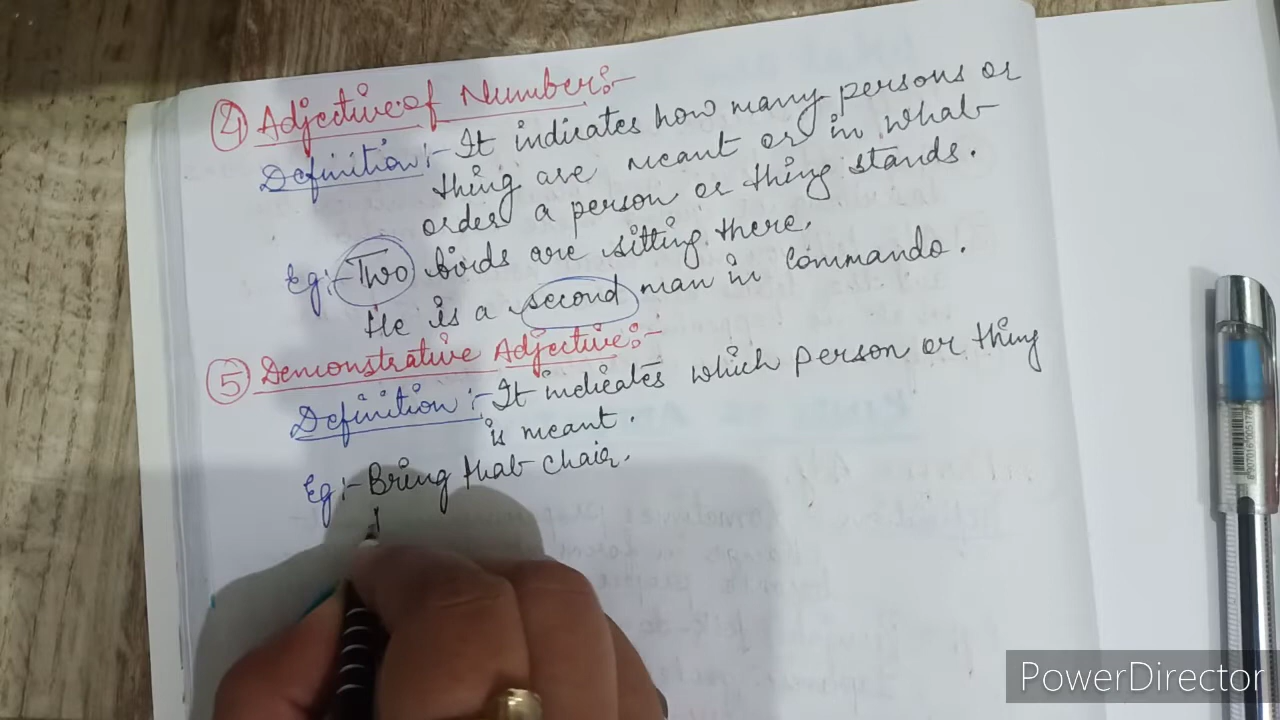 4 Adjective of Number:-
Definition:- It indicates how many persons or
thing are meant or in what
order a person or thing stands.
Eg:- Two birds are sitting there.
He is a second man in commando.
5 Demonstrative Adjective:-
Definition:- It indicates which person or thing
is meant.
Eg:- Bring that chair.
PowerDirector